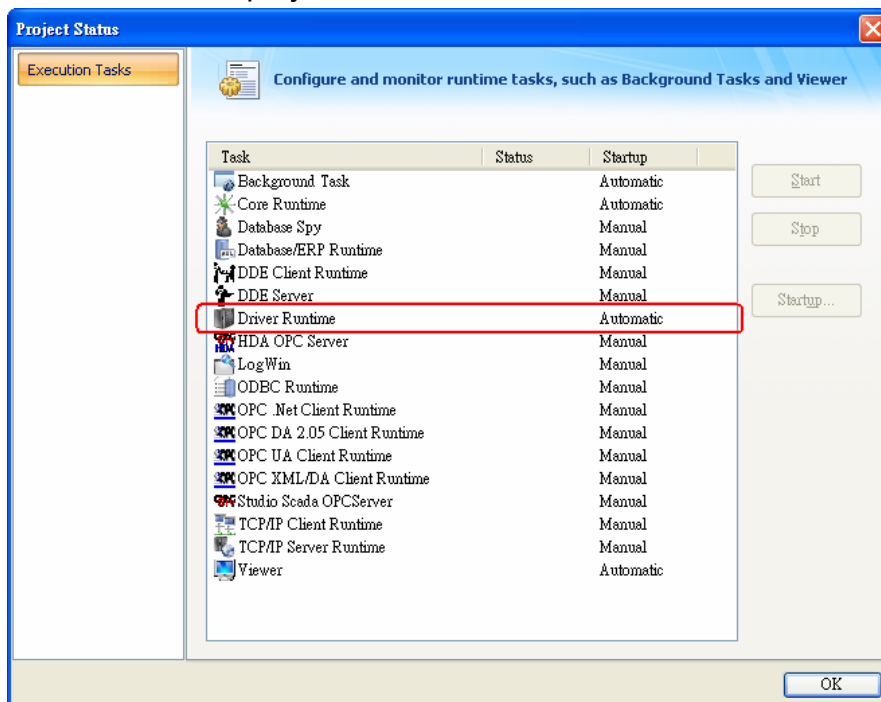 Project Status
Execution Tasks
Configure and monitor runtime tasks, such as Background Tasks and Viewer
Task Status Startup
Background Task Automatic
Core Runtime Automatic
Database Spy Manual
Database/ERP Runtime Manual
DDE Client Runtime Manual
DDE Server Manual
Driver Runtime Automatic
HDA OPC Server Manual
LogWin Manual
ODBC Runtime Manual
OPC .Net Client Runtime Manual
OPC DA 2.05 Client Runtime Manual
OPC UA Client Runtime Manual
OPC XML/DA Client Runtime Manual
Studio Scada OPCServer Manual
TCP/IP Client Runtime Manual
TCP/IP Server Runtime Manual
Viewer Automatic
Start
Stop
Startup...
OK